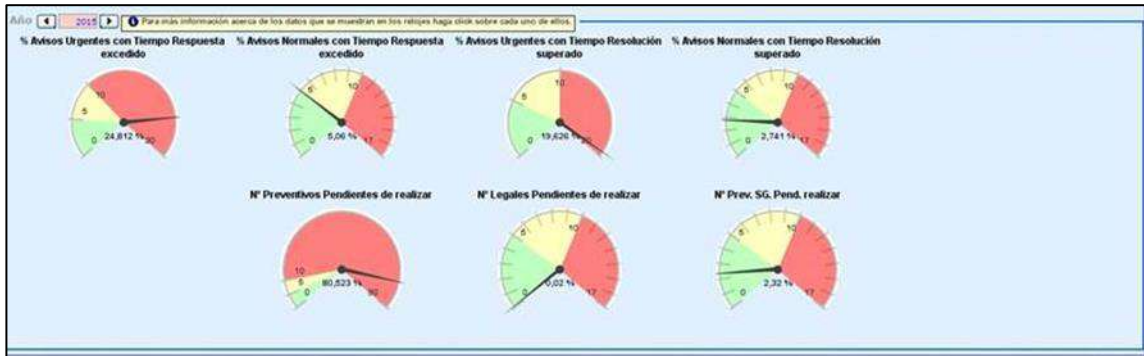 Año 2015 Para más información acerca de los datos que se muestran en los relojes haga click sobre cada uno de ellos.
% Avisos Urgentes con Tiempo Respuesta excedido
0 5 10 30
24,812 %
% Avisos Normales con Tiempo Respuesta excedido
0 5 10 17
5,06 %
% Avisos Urgentes con Tiempo Resolución superado
0 5 10 20
19,626 %
% Avisos Normales con Tiempo Resolución superado
0 5 10 17
2,741 %
Nº Preventivos Pendientes de realizar
0 5 10
80,523 %
Nº Legales Pendientes de realizar
0 5 10 17
0,02 %
Nº Prev. SG. Pend. realizar
0 5 10 17
2,32 %